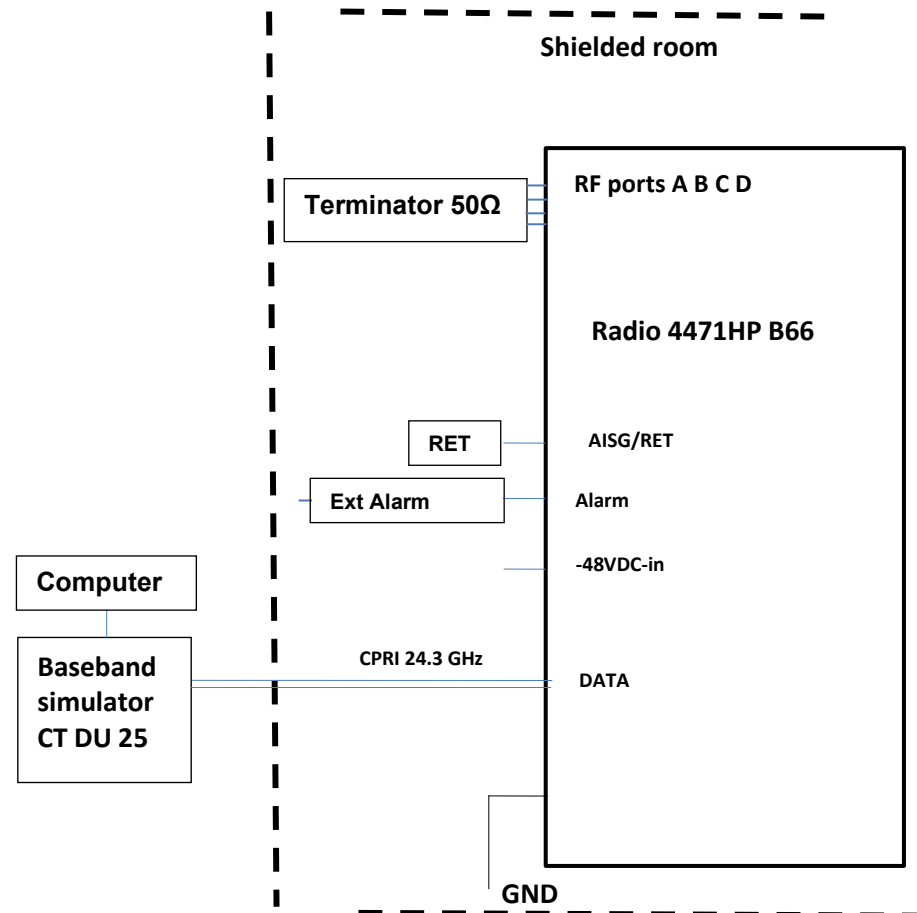 Shielded room
RF ports A B C D
Terminator 50Ω
Radio 4471HP B66
RET
AISG/RET
Ext Alarm
Alarm
-48VDC-in
Computer
Baseband
simulator
CT DU 25
CPRI 24.3 GHz
DATA
GND